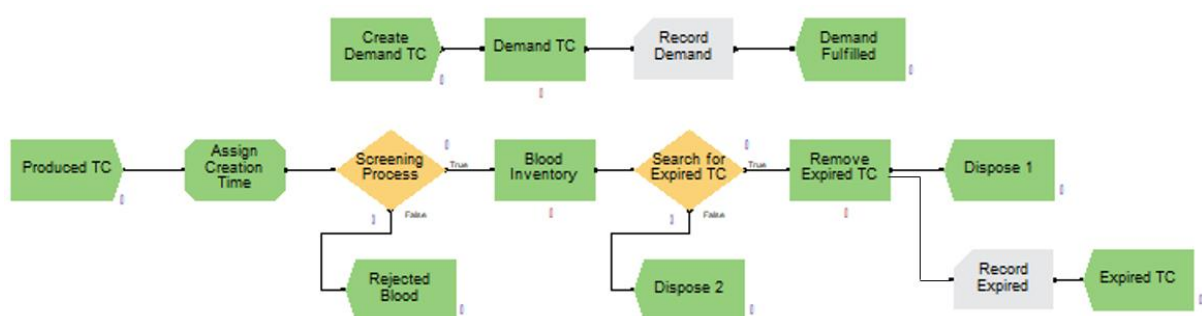 Create
Demand TC
Demand TC
Record
Demand
Demand
Fulfilled
Produced TC
Assign
Creation
Time
Screening
Process
True
False
Rejected
Blood
Blood
Inventory
Search for
Expired TC
True
False
Dispose 2
Remove
Expired TC
Dispose 1
Record
Expired
Expired TC